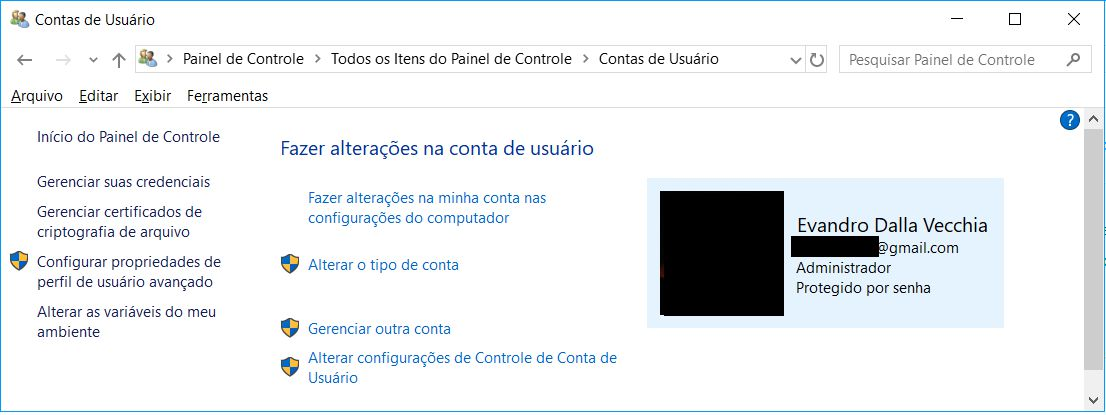 Contas de Usuário
Painel de Controle > Todos os Itens do Painel de Controle > Contas de Usuário
Pesquisar Painel de Controle
Arquivo Editar Exibir Ferramentas
?
Início do Painel de Controle
Gerenciar suas credenciais
Gerenciar certificados de
criptografia de arquivo
Configurar propriedades de
perfil de usuário avançado
Alterar as variáveis do meu
ambiente
Fazer alterações na conta de usuário
Fazer alterações na minha conta nas
configurações do computador
Alterar o tipo de conta
Gerenciar outra conta
Alterar configurações de Controle de Conta de
Usuário
Evandro Dalla Vecchia
@gmail.com
Administrador
Protegido por senha